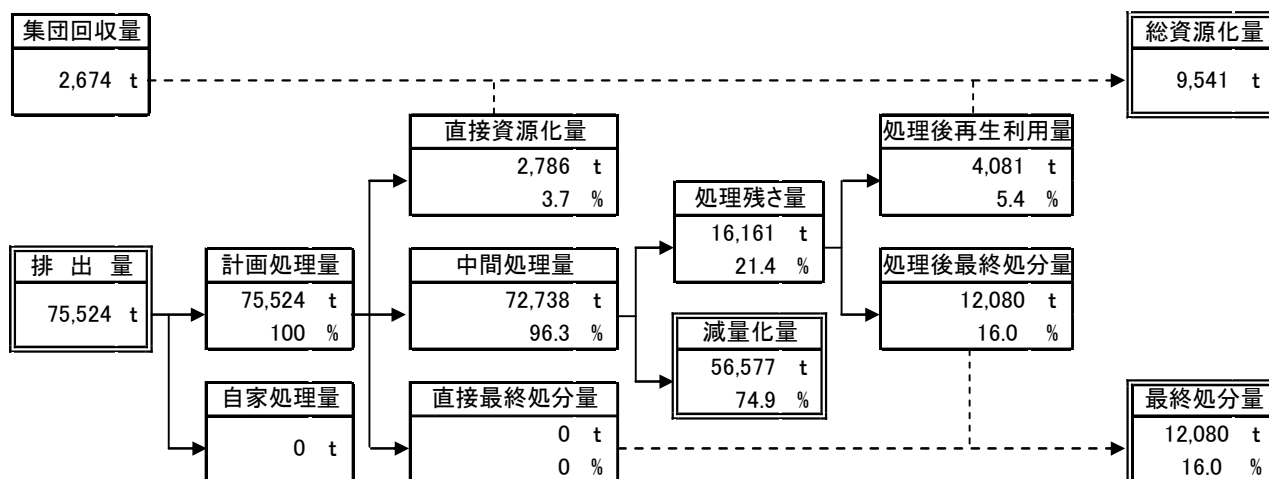 集団回収量
2,674 t
総資源化量
9,541 t
直接資源化量
2,786 t
3.7 %
処理後再生利用量
4,081 t
5.4 %
処理残さ量
16,161 t
21.4 %
排 出 量
75,524 t
計画処理量
75,524 t
100 %
中間処理量
72,738 t
96.3 %
処理後最終処分量
12,080 t
16.0 %
減量化量
56,577 t
74.9 %
自家処理量
0 t
直接最終処分量
0 t
0 %
最終処分量
12,080 t
16.0 %